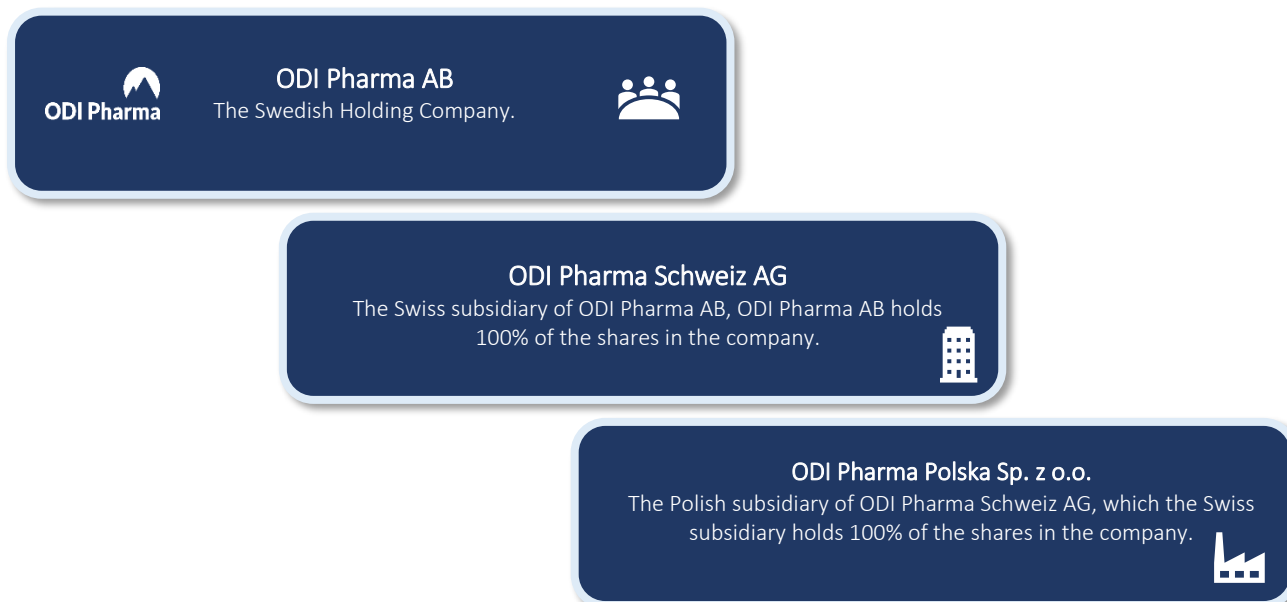 ODI Pharma
ODI Pharma AB
The Swedish Holding Company.
ODI Pharma Schweiz AG
The Swiss subsidiary of ODI Pharma AB, ODI Pharma AB holds
100% of the shares in the company.
ODI Pharma Polska Sp. z o.o.
The Polish subsidiary of ODI Pharma Schweiz AG, which the Swiss
subsidiary holds 100% of the shares in the company.